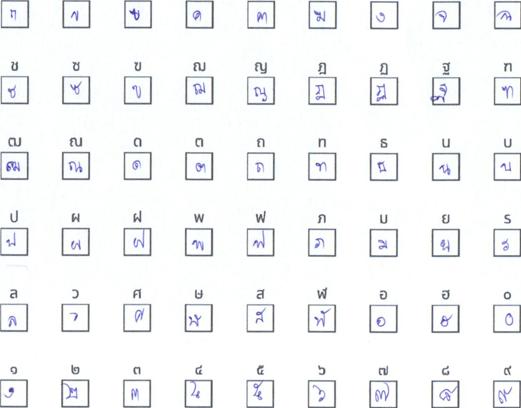 ก ข ฃ ค ฅ ฆ ง จ ฉ
ช ซ ฃ ฌ ญ ฎ ฏ ฐ ฑ
ช ซ ข ฌ ญ ฎ ฏ ฐ ฑ
ฒ ณ ด ต ถ ท ธ น บ
ฒ ณ ด ต ถ ท ธ น บ
ป ผ ฝ พ ฟ ภ ม ย ร
ป ผ ฝ พ ฟ ภ ม ย ร
ล ว ศ ษ ส ฬ อ ฮ ๐
ล ว ศ ษ ส ฬ อ ฮ ๐
๑ ๒ ๓ ๔ ๕ ๖ ๗ ๘ ๙
๑ ๒ ๓ ๔ ๕ ๖ ๗ ๘ ๙